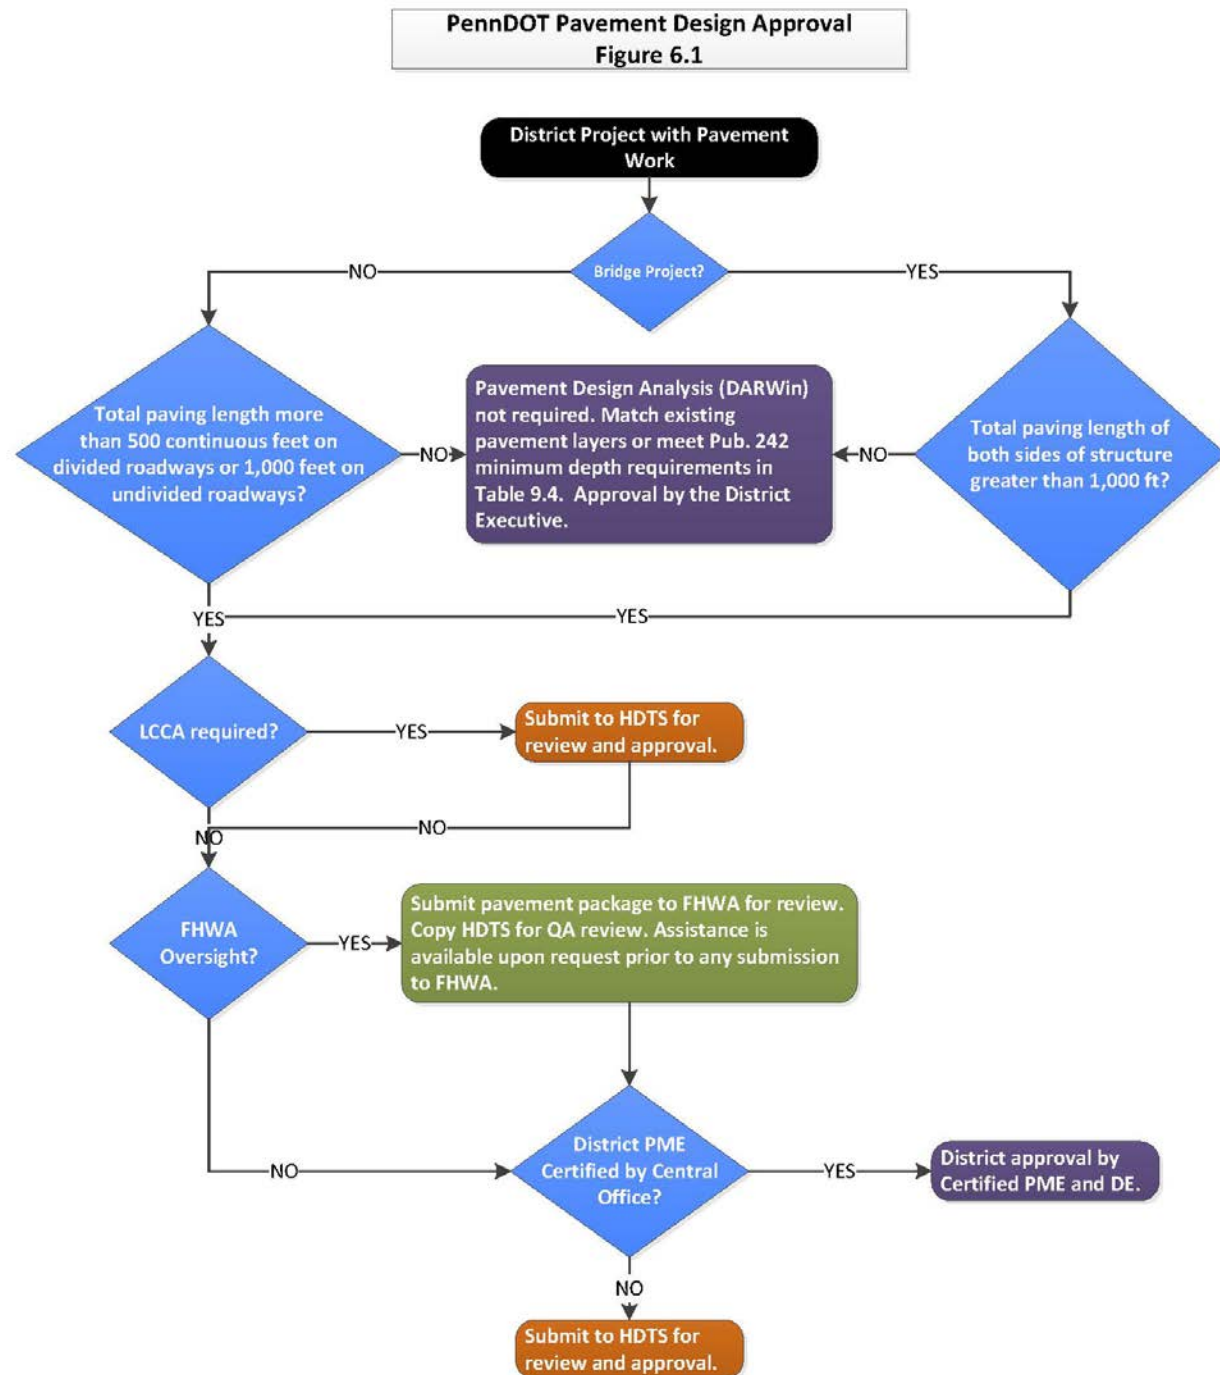 PennDOT Pavement Design Approval
Figure 6.1
District Project with Pavement
Work
Bridge Project?
NO
YES
Total paving length more
than 500 continuous feet on
divided roadways or 1,000 feet on
undivided roadways?
NO
Pavement Design Analysis (DARWin)
not required. Match existing
pavement layers or meet Pub. 242
minimum depth requirements in
Table 9.4.  Approval by the District
Executive.
NO
Total paving length of
both sides of structure
greater than 1,000 ft?
YES
YES
LCCA required?
YES
Submit to HDTS for
review and approval.
NO
NO
FHWA
Oversight?
YES
Submit pavement package to FHWA for review.
Copy HDTS for QA review. Assistance is
available upon request prior to any submission
to FHWA.
NO
District PME
Certified by Central
Office?
YES
District approval by
Certified PME and DE.
NO
Submit to HDTS for
review and approval.